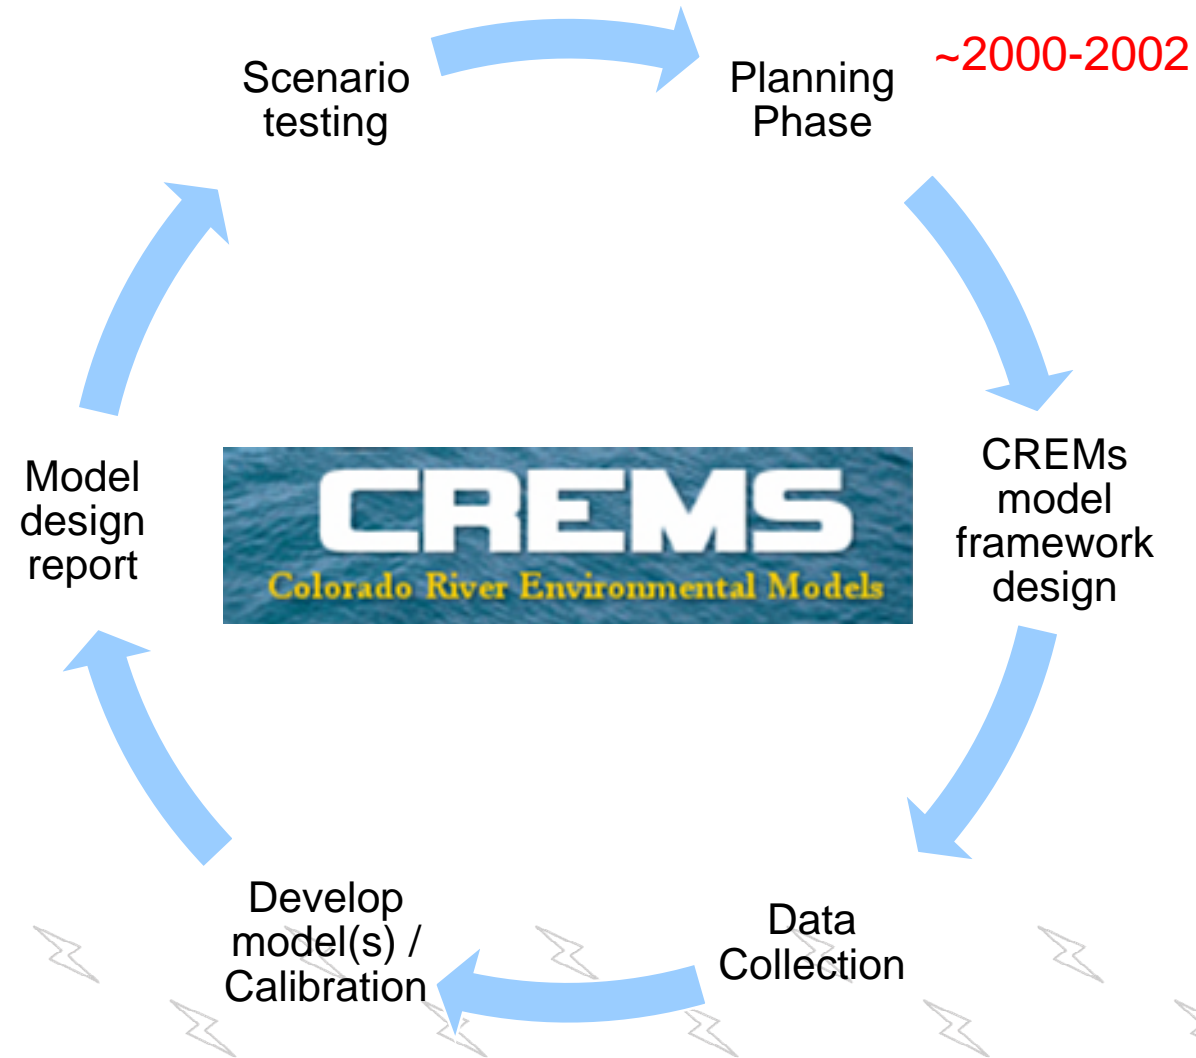 ~2000-2002
Planning
Phase
CREMs
model
framework
design
Data
Collection
Develop
model(s) /
Calibration
Model
design
report
Scenario
testing
CREMS
Colorado River Environmental Models